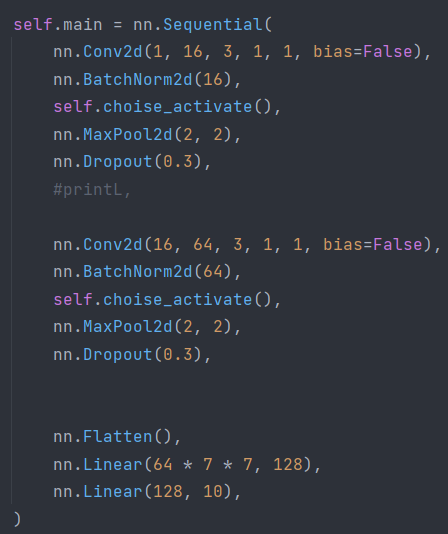 self.main = nn.Sequential(
    nn.Conv2d(1, 16, 3, 1, 1, bias=False),
    nn.BatchNorm2d(16),
    self.choise_activate(),
    nn.MaxPool2d(2, 2),
    nn.Dropout(0.3),
    #printL,

    nn.Conv2d(16, 64, 3, 1, 1, bias=False),
    nn.BatchNorm2d(64),
    self.choise_activate(),
    nn.MaxPool2d(2, 2),
    nn.Dropout(0.3),


    nn.Flatten(),
    nn.Linear(64 * 7 * 7, 128),
    nn.Linear(128, 10),
)